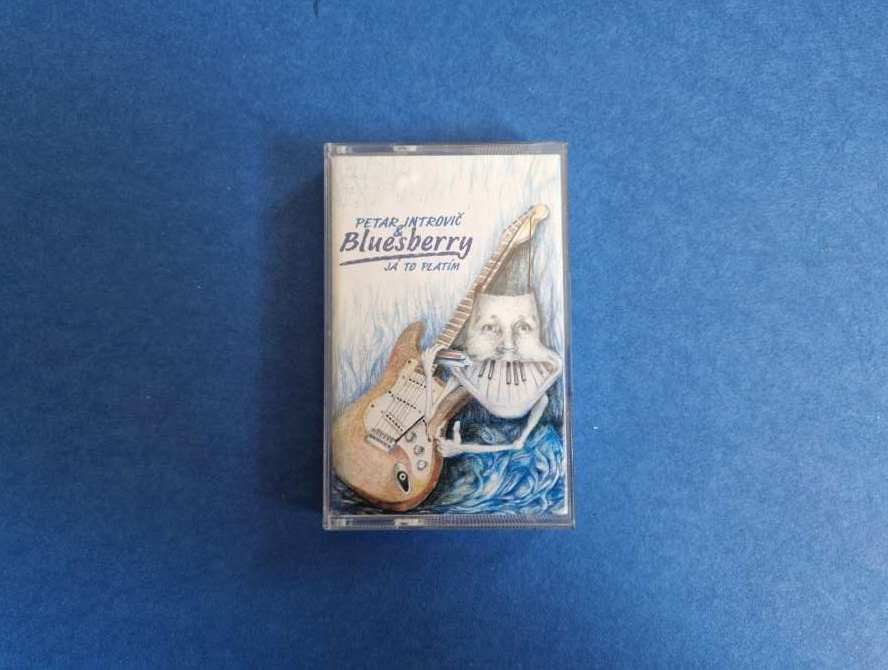 PETAR INTROVIČ
&
Bluesberry
JÁ TO PLATÍM